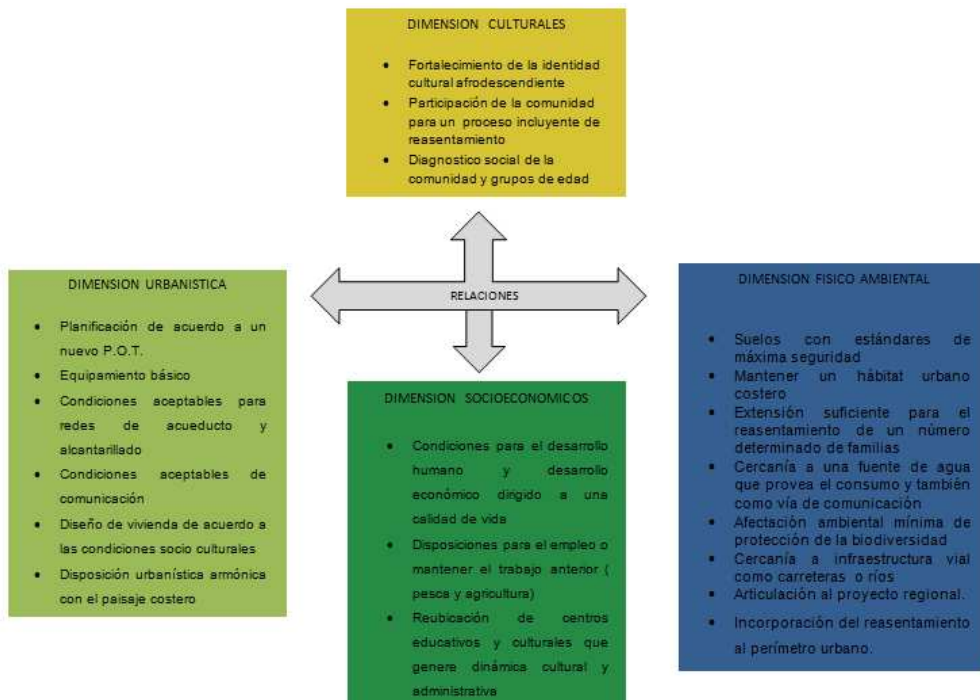 DIMENSION CULTURALES
• Fortalecimiento de la identidad
cultural afrodescendiente
• Participación de la comunidad
para un proceso incluyente de
reasentamiento
• Diagnostico social de la
comunidad y grupos de edad
DIMENSION URBANISTICA
• Planificación de acuerdo a un
nuevo P.O.T.
• Equipamiento básico
• Condiciones aceptables para
redes de acueducto y
alcantarillado
• Condiciones aceptables de
comunicación
• Diseño de vivienda de acuerdo a
las condiciones socio culturales
• Disposición urbanística armónica
con el paisaje costero
RELACIONES
DIMENSION SOCIOECONOMICOS
• Condiciones para el desarrollo
humano y desarrollo
económico dirigido a una
calidad de vida
• Disposiciones para el empleo o
mantener el trabajo anterior (
pesca y agricultura)
• Reubicación de centros
educativos y culturales que
genere dinámica cultural y
administrativa
DIMENSION FISICO AMBIENTAL
• Suelos con estándares de
máxima seguridad
• Mantener un hábitat urbano
costero
• Extensión suficiente para el
reasentamiento de un número
determinado de familias
• Cercanía a una fuente de agua
que provea el consumo y también
como vía de comunicación
• Afectación ambiental mínima de
protección de la biodiversidad
• Cercanía a infraestructura vial
como carreteras o ríos
• Articulación al proyecto regional.
• Incorporación del reasentamiento
al perímetro urbano.